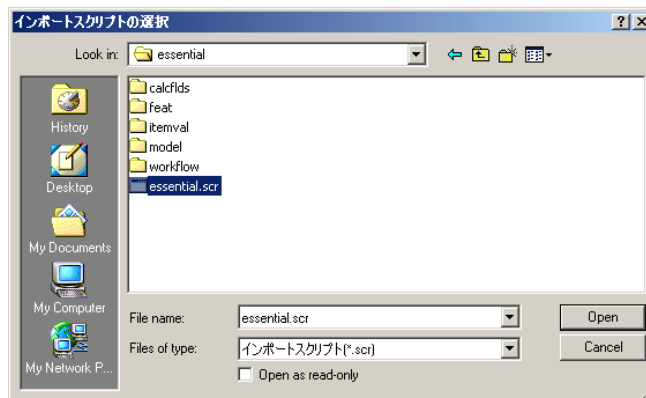 インポートスクリプトの選択
Look in: essential
History
Desktop
My Documents
My Computer
My Network P...
calcflds
feat
itemval
model
workflow
essential.scr
File name: essential.scr Open
Files of type: インポートスクリプト(*.scr) Cancel
Open as read-only